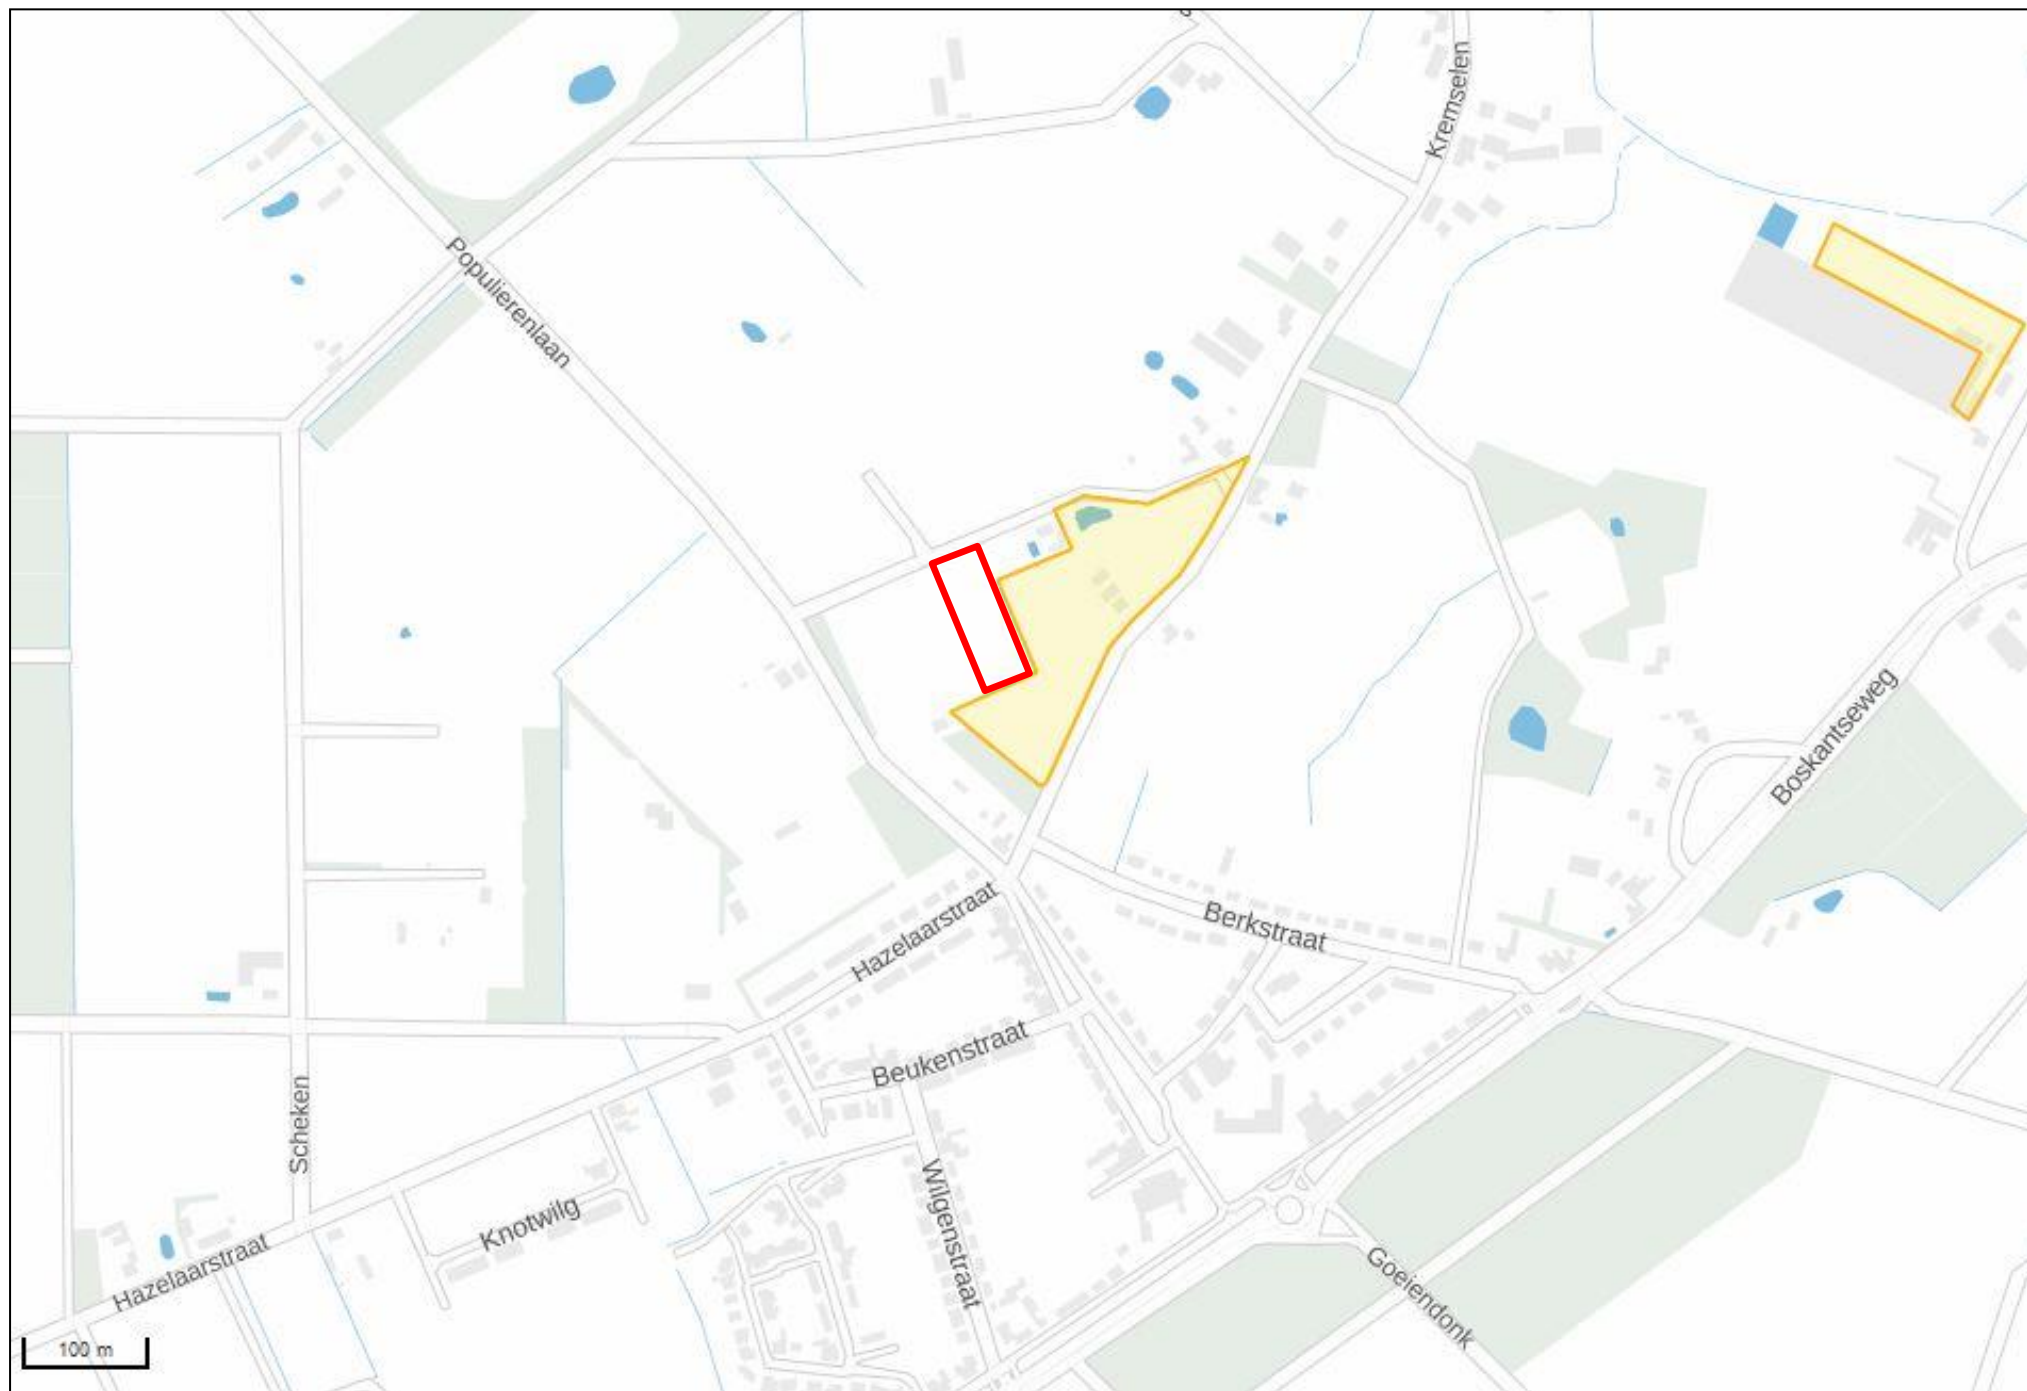 Kremselen
Populierenlaan
Boskantseweg
Hazelaarstraat
Berkstraat
Beukenstraat
Scheken
Wilgenstraat
Knotwilg
Hazelaarstraat
Goeiendonk
100 m